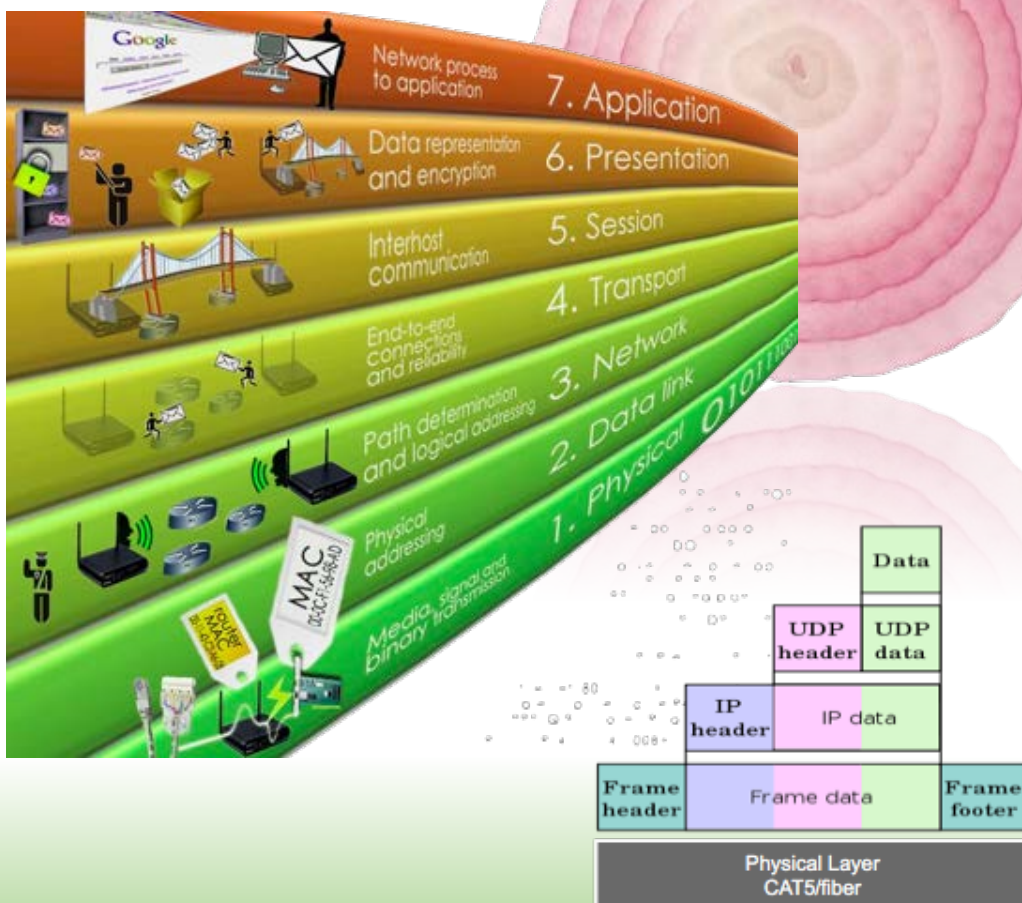 Google
Network process
to application
7. Application
Data representation
and encryption
6. Presentation
Interhost
communication
5. Session
End-to-end
connections
and reliability
4. Transport
Path determination
and logical addressing
3. Network
Physical
addressing
2. Data link
MAC
router
MAC
Media, signal and
binary transmission
1. Physical
Data
UDP
header
UDP
data
IP
header
IP data
Frame
header
Frame data
Frame
footer
Physical Layer
CAT5/fiber